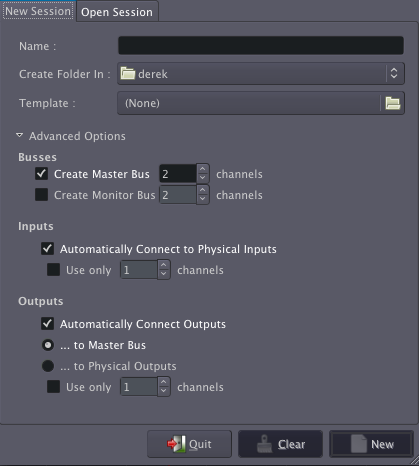 New Session Open Session
Name :
Create Folder In : derek
Template : (None)
Advanced Options
Busses
Create Master Bus 2 channels
Create Monitor Bus 2 channels
Inputs
Automatically Connect to Physical Inputs
Use only 1 channels
Outputs
Automatically Connect Outputs
... to Master Bus
... to Physical Outputs
Use only 1 channels
Quit Clear New